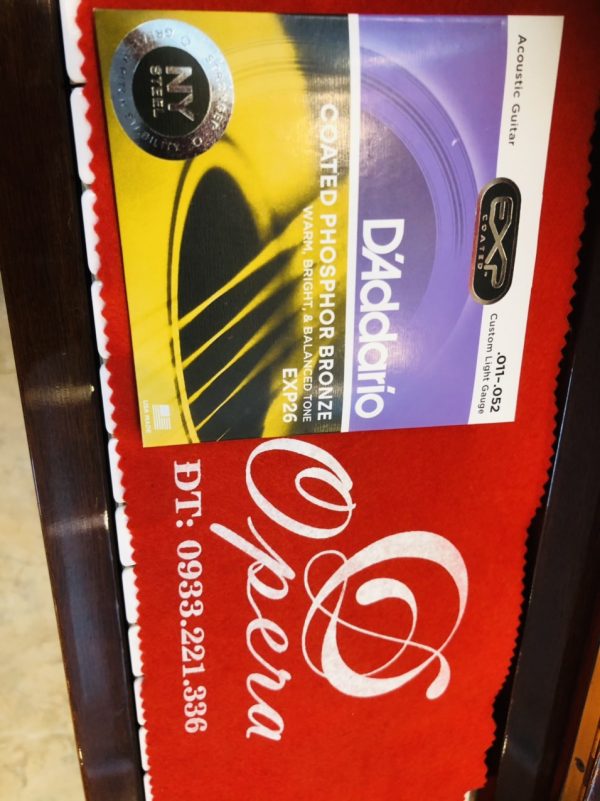 Acoustic Guitar
EXP
COATED
.011-.052
Custom Light Gauge
D'Addario
COATED PHOSPHOR BRONZE
WARM, BRIGHT, & BALANCED TONE
EXP26
NY
STEEL
USA MADE
Opera
ĐT: 0933.221.336